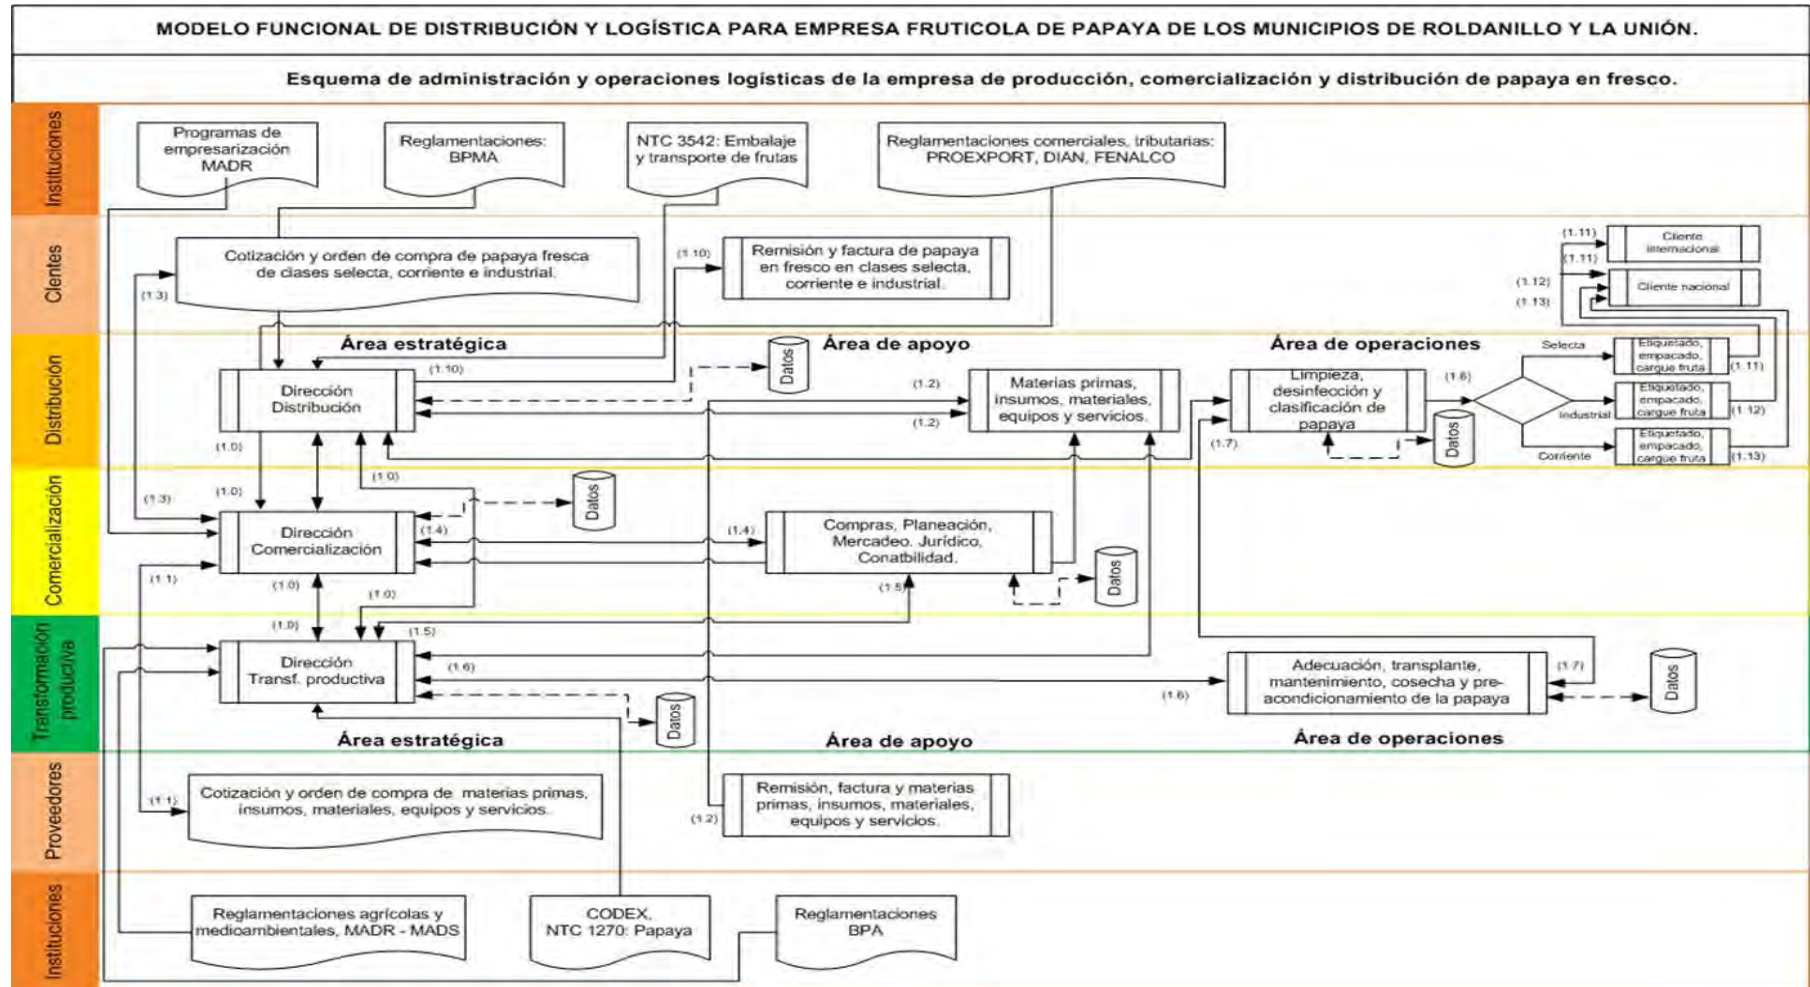 MODELO FUNCIONAL DE DISTRIBUCIÓN Y LOGÍSTICA PARA EMPRESA FRUTICOLA DE PAPAYA DE LOS MUNICIPIOS DE ROLDANILLO Y LA UNIÓN.
Esquema de administración y operaciones logísticas de la empresa de producción, comercialización y distribución de papaya en fresco.
Instituciones
Programas de
empresarización
MADR
Reglamentaciones:
BPMA
NTC 3542: Embalaje
y transporte de frutas
Reglamentaciones comerciales, tributarias:
PROEXPORT, DIAN, FENALCO
Clientes
Cotización y orden de compra de papaya fresca
de clases selecta, corriente e industrial.
(1.3)
(1.10)
Remisión y factura de papaya
en fresco en clases selecta,
corriente e industrial.
(1.11)
Cliente
internacional
(1.11)
(1.12)
Cliente nacional
(1.13)
Distribución
Área estratégica
Área de apoyo
Área de operaciones
Dirección
Distribución
(1.10)
Datos
(1.2)
(1.2)
Materias primas,
insumos, materiales,
equipos y servicios.
Limpieza,
desinfección y
clasificación de
papaya
(1.7)
(1.8)
Datos
Selecta
Industrial
Corriente
Etiquetado,
empacado,
cargue fruta
(1.11)
Etiquetado,
empacado,
cargue fruta
(1.12)
Etiquetado,
empacado,
cargue fruta
(1.13)
(1.0)
(1.0)
Comercialización
(1.3)
(1.0)
Dirección
Comercialización
Datos
(1.4)
(1.4)
Compras, Planeación,
Mercadeo. Jurídico,
Conatbilidad.
(1.5)
Datos
(1.1)
(1.0)
(1.0)
Transformación
productiva
(1.0)
(1.5)
Dirección
Transf. productiva
(1.6)
Datos
(1.6)
Adecuación, transplante,
mantenimiento, cosecha y pre-
acondicionamiento de la papaya
(1.7)
Datos
Área estratégica
Área de apoyo
Área de operaciones
Proveedores
(1.1)
Cotización y orden de compra de materias primas,
insumos, materiales, equipos y servicios.
(1.2)
Remisión, factura y materias
primas, insumos, materiales,
equipos y servicios.
Instituciones
Reglamentaciones agrícolas y
medioambientales, MADR - MADS
CODEX,
NTC 1270: Papaya
Reglamentaciones
BPA